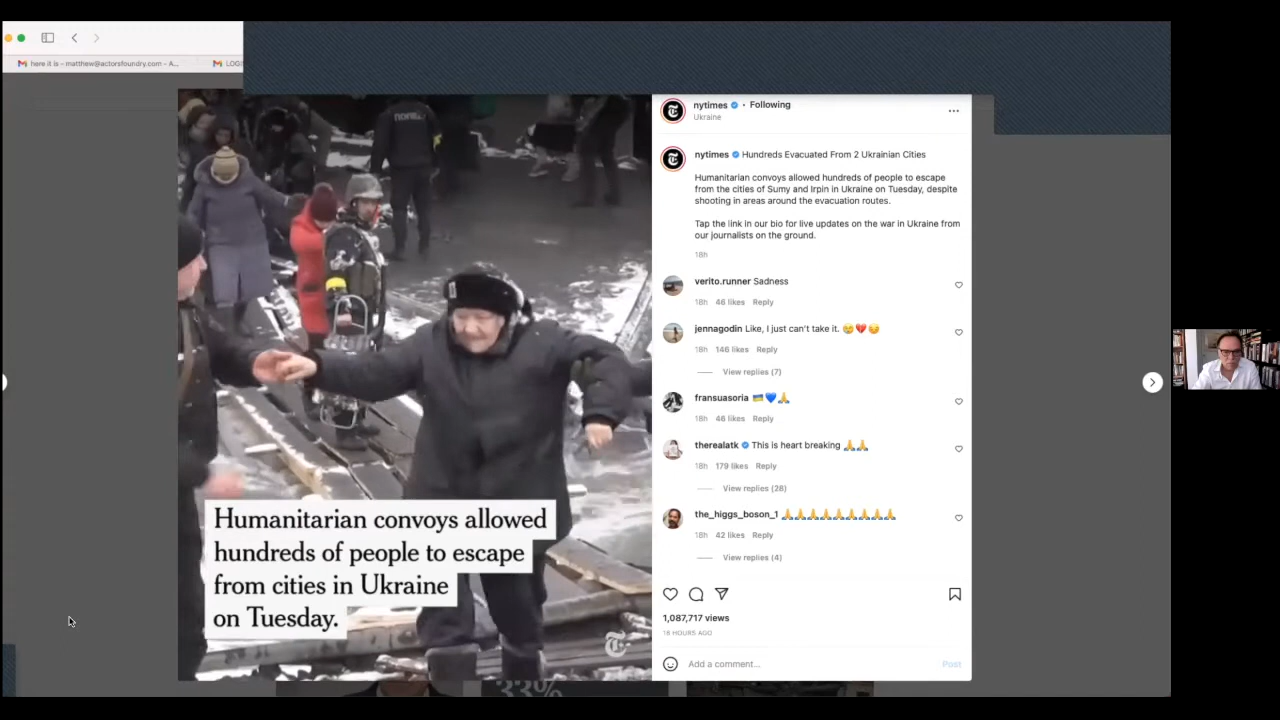 here it is – matthew@actorsfoundry.com – A...
LOGI
nytimes • Following
Ukraine
nytimes Hundreds Evacuated From 2 Ukrainian Cities
Humanitarian convoys allowed hundreds of people to escape
from the cities of Sumy and Irpin in Ukraine on Tuesday, despite
shooting in areas around the evacuation routes.
Tap the link in our bio for live updates on the war in Ukraine from
our journalists on the ground.
18h
verito.runner Sadness
18h 46 likes Reply
jennagodin Like, I just can't take it. 😢💔😔
18h 146 likes Reply
View replies (7)
fransuasoria 🇺🇦💙🙏
18h 46 likes Reply
therealatk This is heart breaking 🙏🙏
18h 179 likes Reply
View replies (28)
the_higgs_boson_1 🙏🙏🙏🙏🙏🙏🙏🙏🙏
18h 42 likes Reply
View replies (4)
1,087,717 views
18 HOURS AGO
Add a comment... Post
Humanitarian convoys allowed
hundreds of people to escape
from cities in Ukraine
on Tuesday.
33%